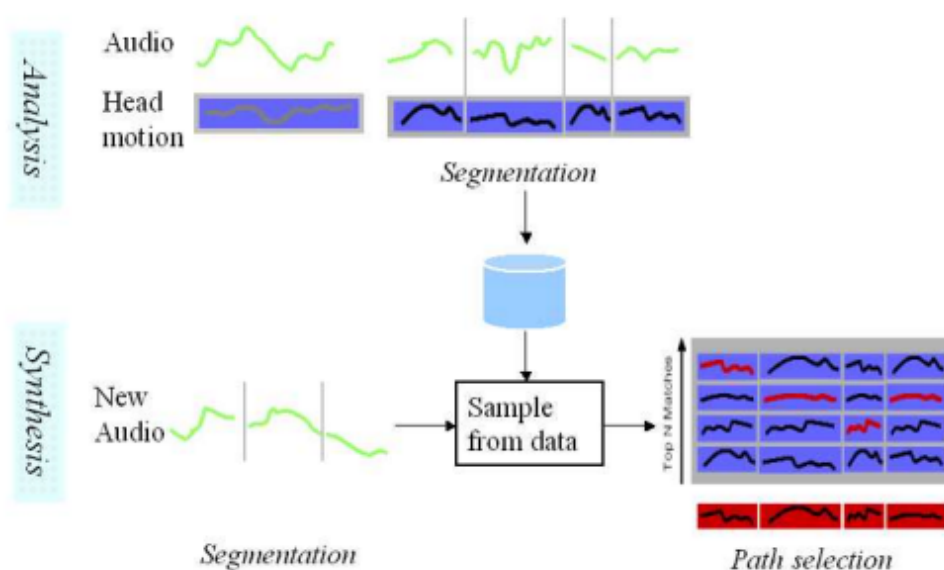 Analysis
Audio
Head
motion
Segmentation
Synthesis
New
Audio
Sample
from data
Top N Matches
Segmentation
Path selection